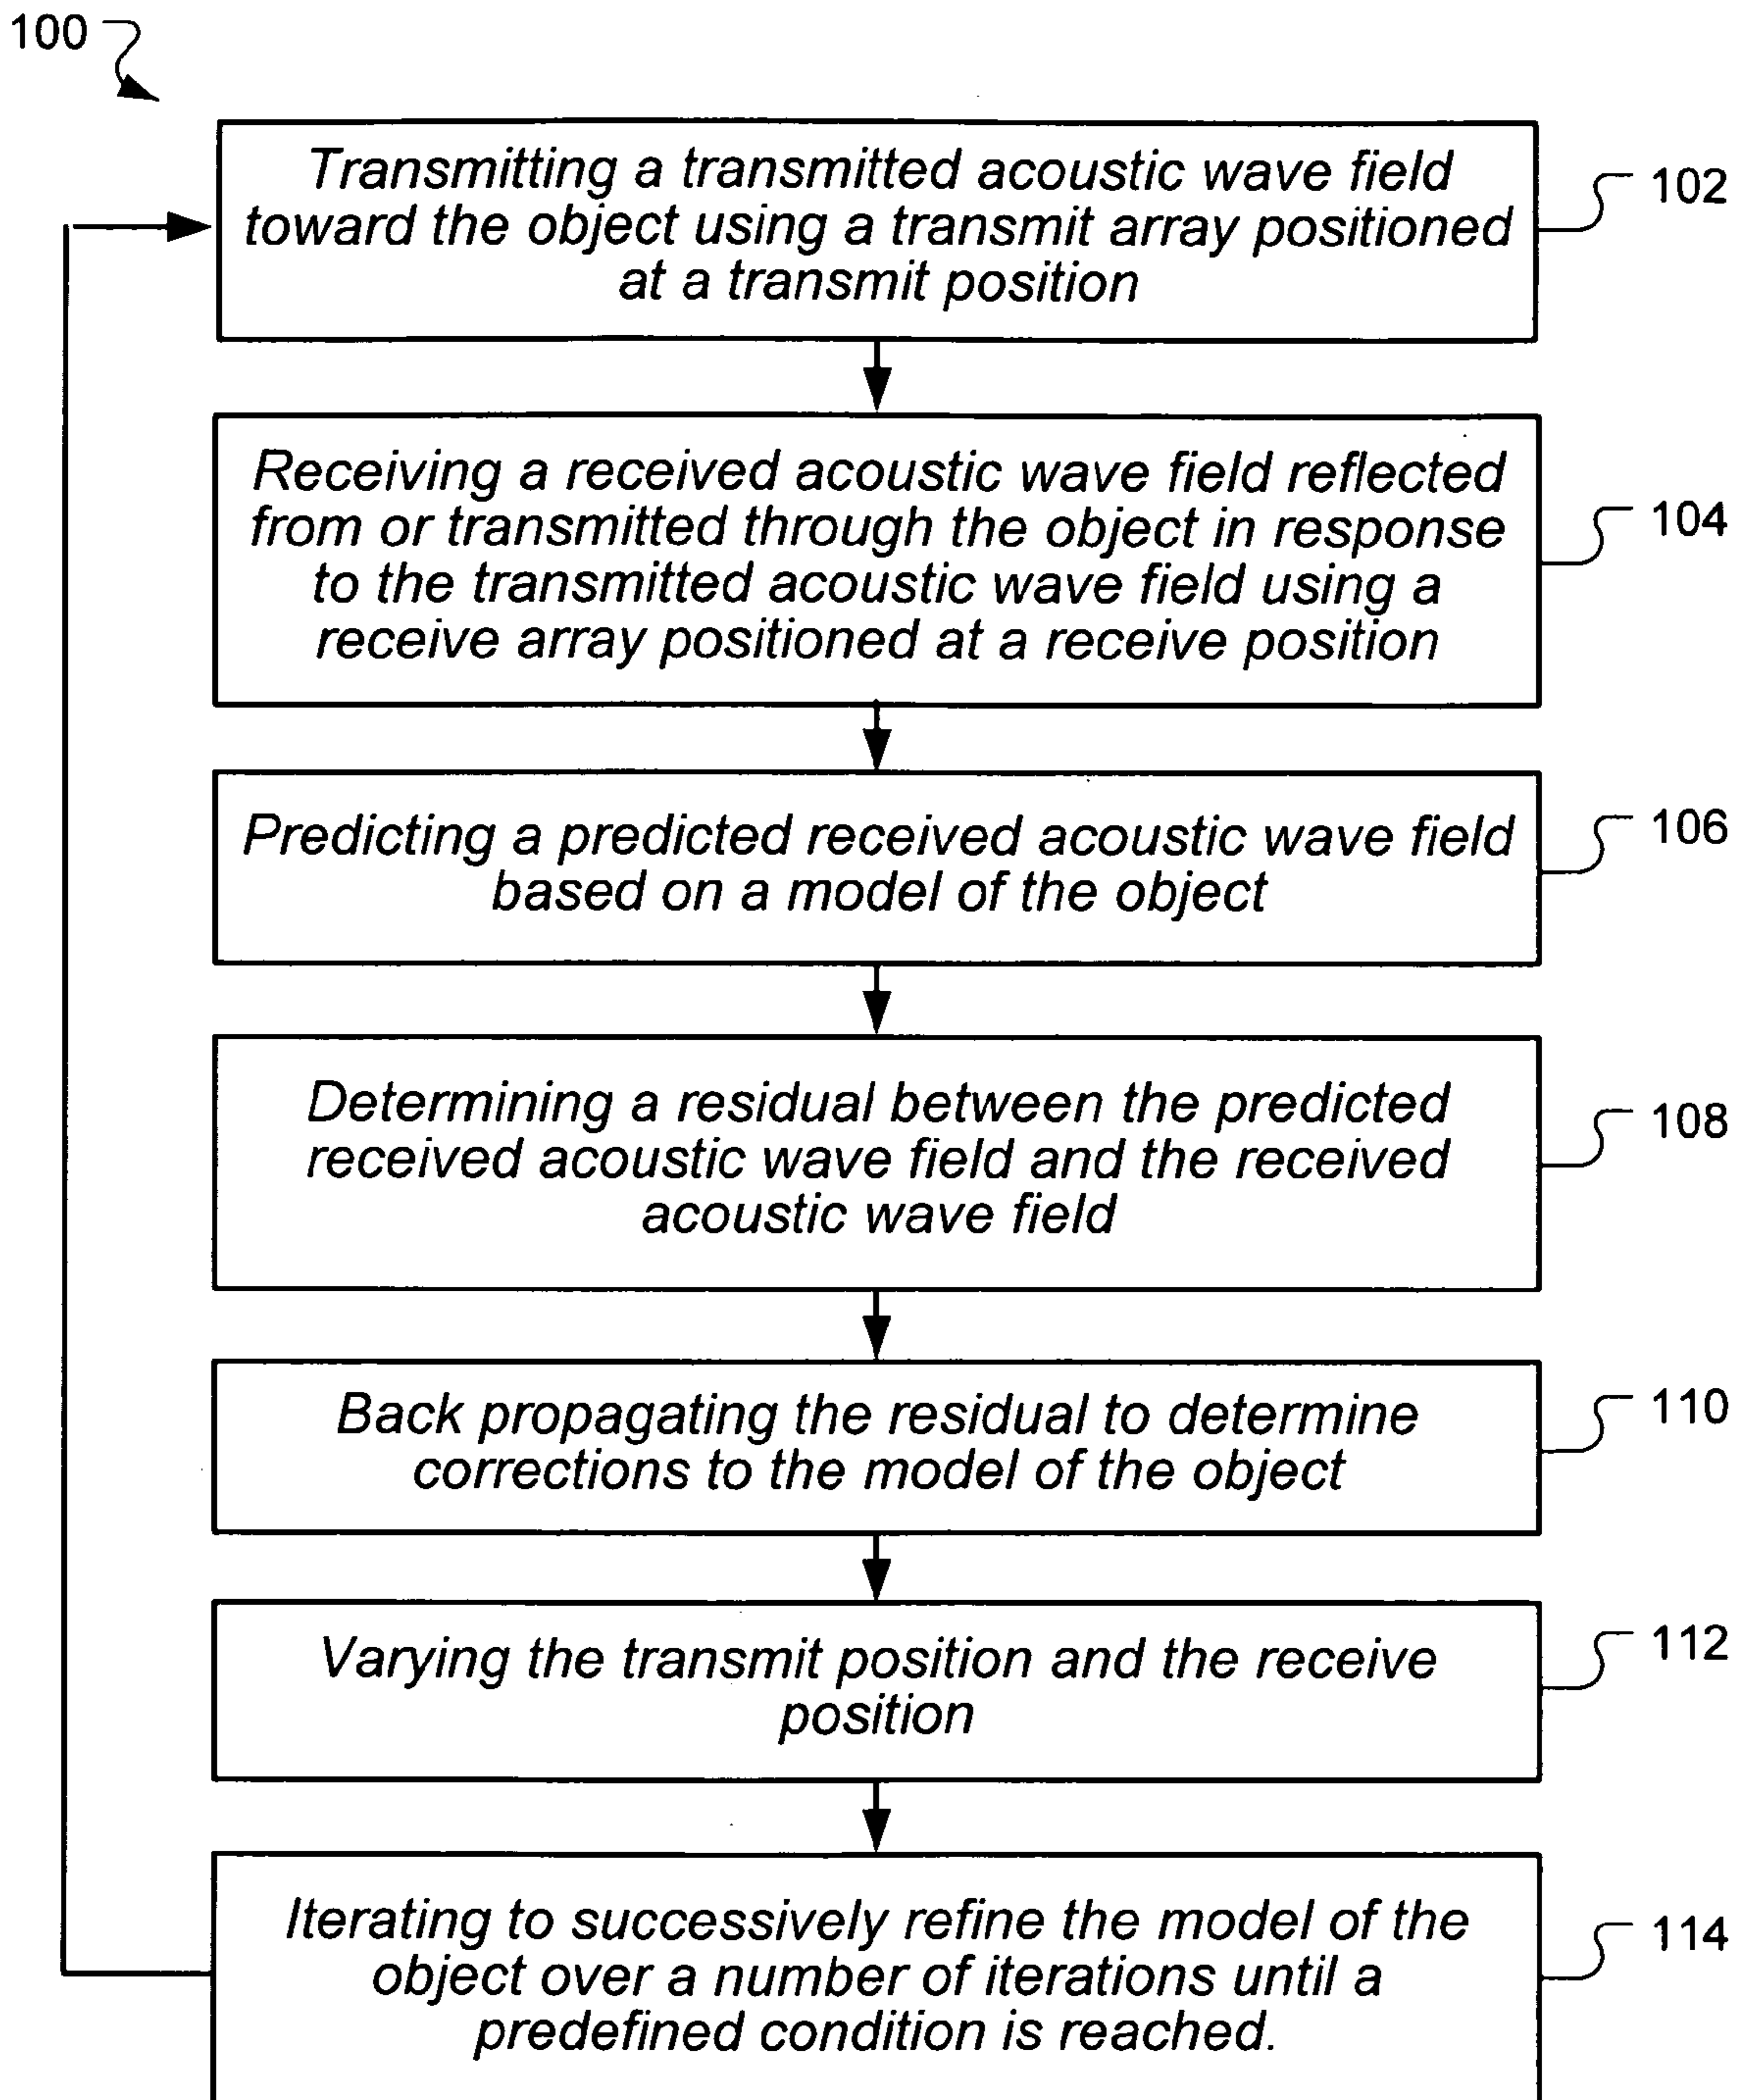 100
Transmitting a transmitted acoustic wave field
toward the object using a transmit array positioned
at a transmit position
102
Receiving a received acoustic wave field reflected
from or transmitted through the object in response
to the transmitted acoustic wave field using a
receive array positioned at a receive position
104
Predicting a predicted received acoustic wave field
based on a model of the object
106
Determining a residual between the predicted
received acoustic wave field and the received
acoustic wave field
108
Back propagating the residual to determine
corrections to the model of the object
110
Varying the transmit position and the receive
position
112
Iterating to successively refine the model of the
object over a number of iterations until a
predefined condition is reached.
114